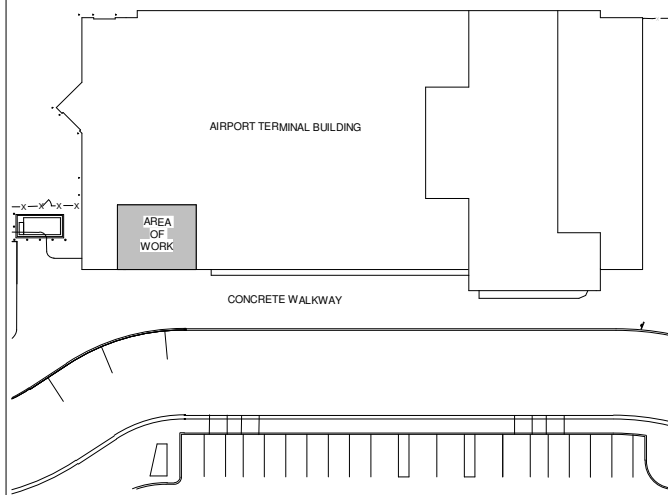 AIRPORT TERMINAL BUILDING
AREA
OF
WORK
CONCRETE WALKWAY